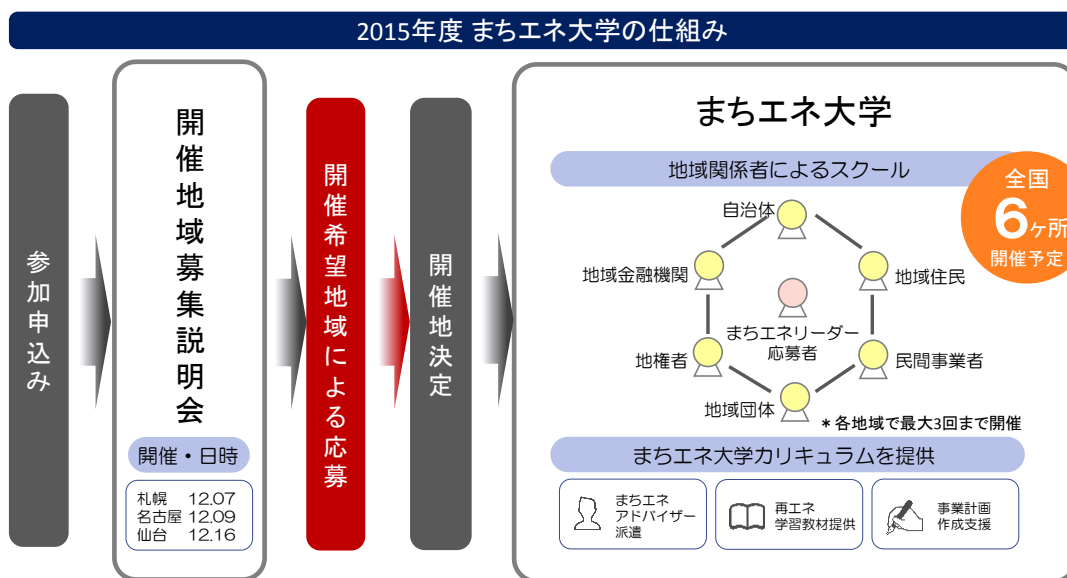 2015年度 まちエネ大学の仕組み
参加申込み
開催地域募集説明会
開催・日時
札幌 12.07
名古屋 12.09
仙台 12.16
開催希望地域による応募
開催地決定
まちエネ大学
地域関係者によるスクール
全国
6ヶ所
開催予定
自治体
地域金融機関
地域住民
まちエネリーダー
応募者
地権者
民間事業者
地域団体
＊各地域で最大3回まで開催
まちエネ大学カリキュラムを提供
まちエネ
アドバイザー
派遣
再エネ
学習教材提供
事業計画
作成支援